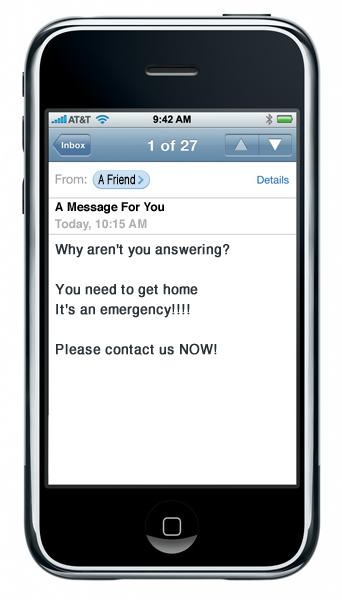 AT&T 9:42 AM
Inbox 1 of 27
From: A Friend Details
A Message For You
Today, 10:15 AM
Why aren't you answering?
You need to get home
It's an emergency!!!!
Please contact us NOW!